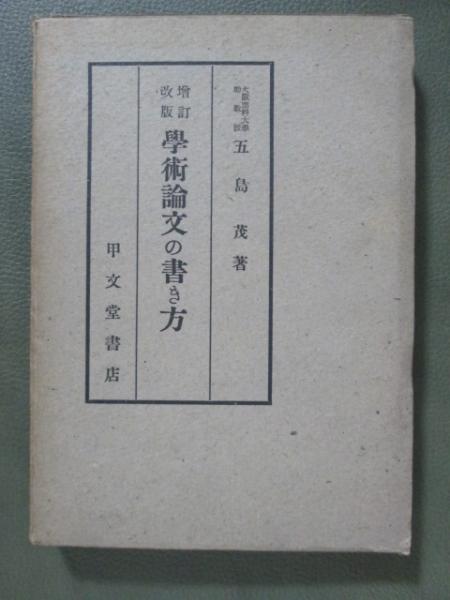 大阪商科大學
助教授
五島茂著
增訂
改版
學術論文の書き方
甲文堂書店